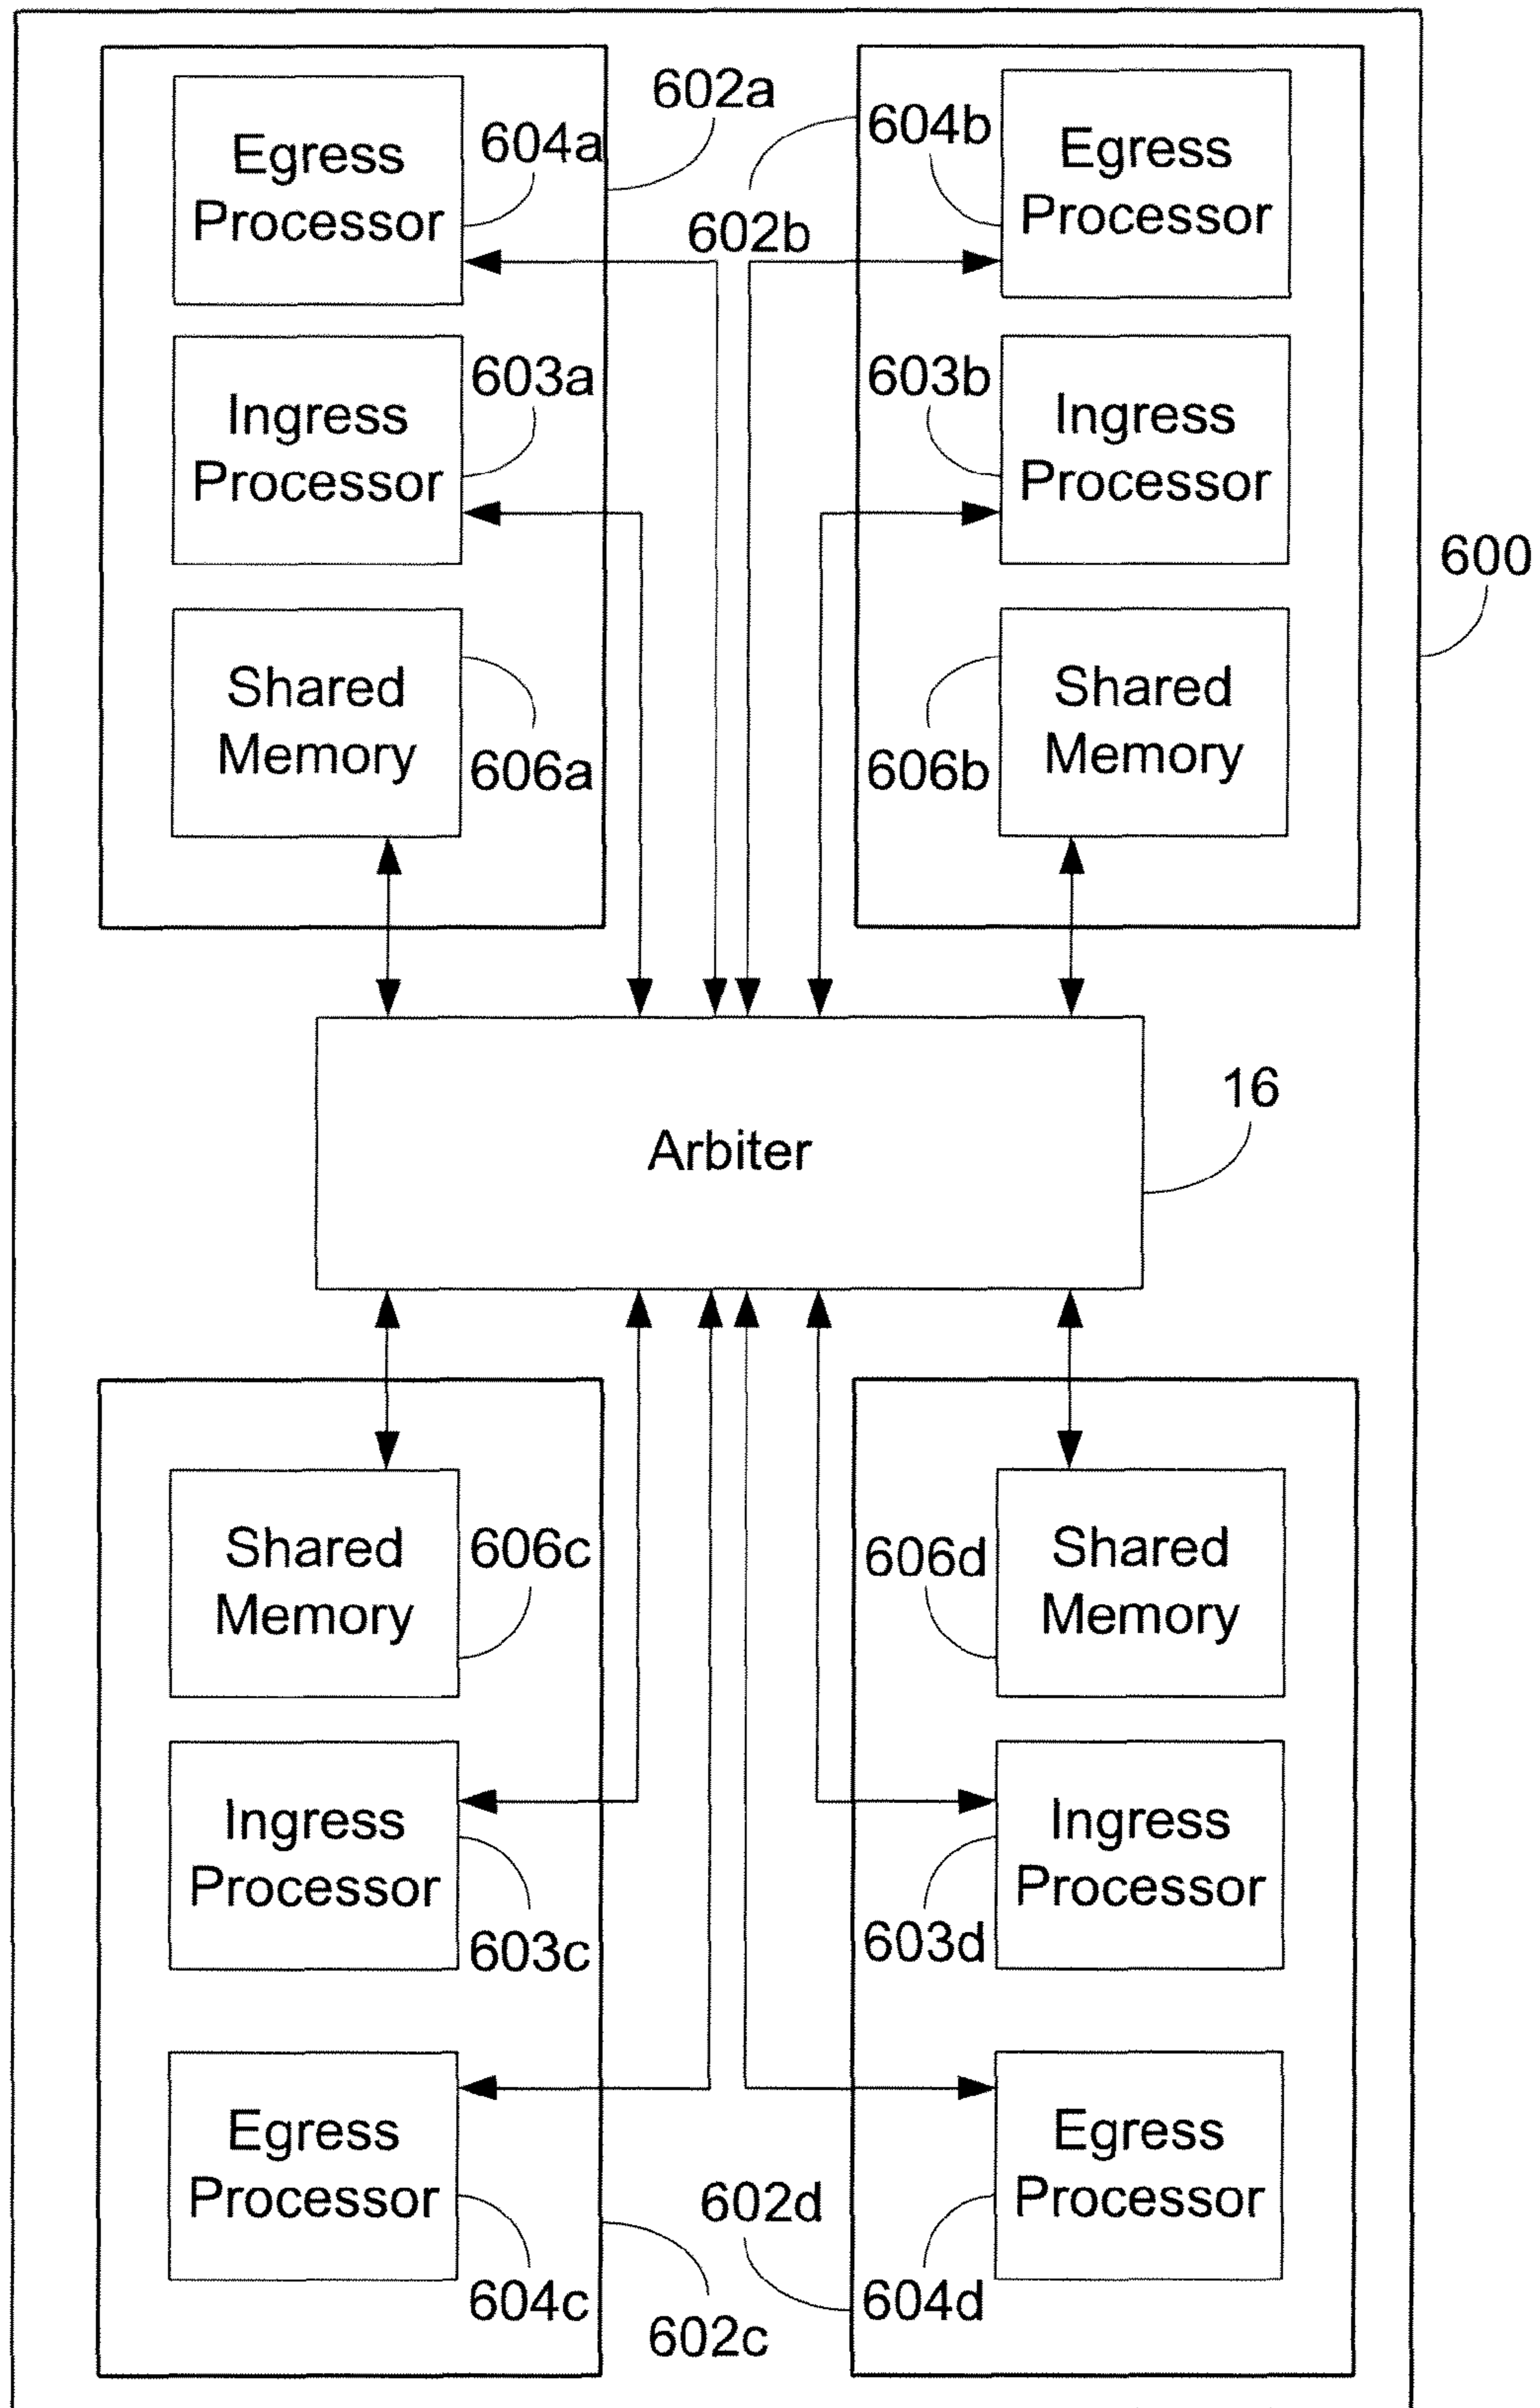 602a
604a
Egress
Processor
604b
Egress
Processor
602b
603a
Ingress
Processor
603b
Ingress
Processor
600
Shared
Memory
606a
Shared
Memory
606b
16
Arbiter
Shared
Memory
606c
606d
Shared
Memory
Ingress
Processor
603c
Ingress
Processor
603d
Egress
Processor
604c
602c
602d
Egress
Processor
604d